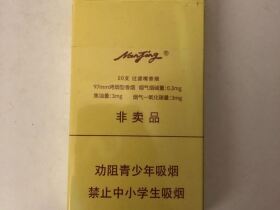 NanJing
20支 过滤嘴香烟
97mm烤烟型香烟 烟气烟碱量:0.3mg
焦油量:3mg 烟气一氧化碳量:3mg
非卖品
劝阻青少年吸烟
禁止中小学生吸烟